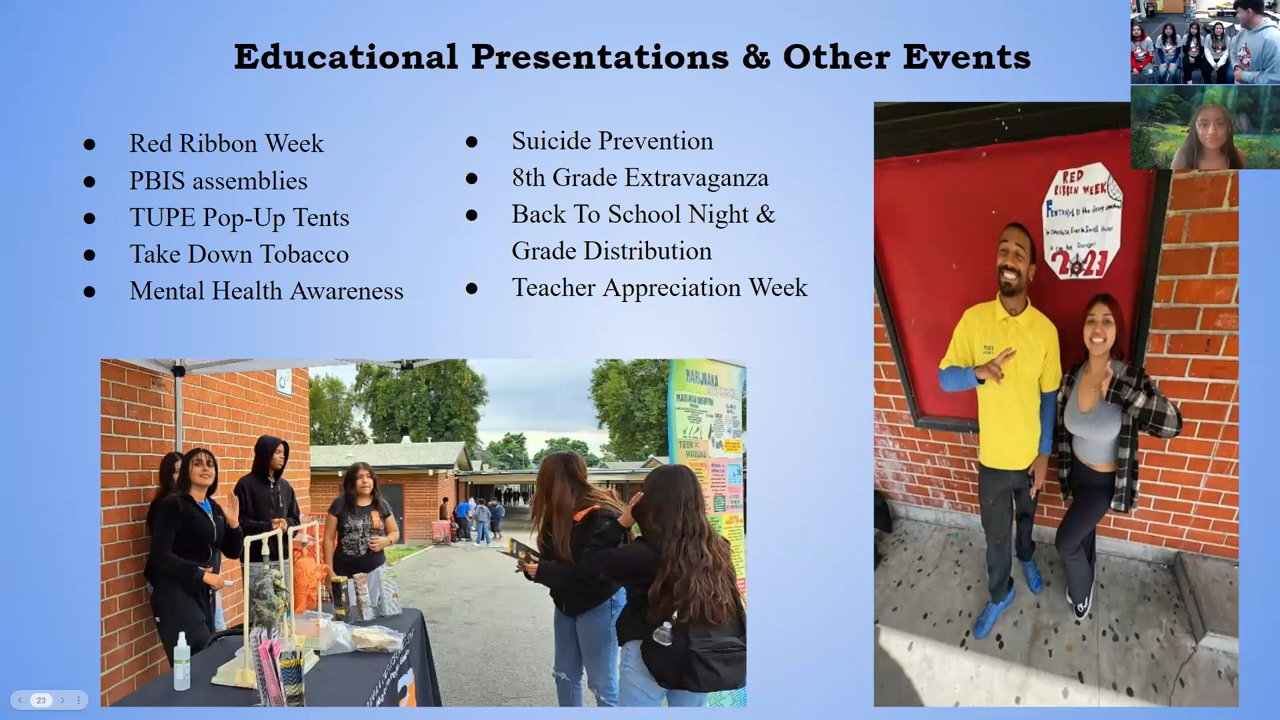 Educational Presentations & Other Events
● Red Ribbon Week
● PBIS assemblies
● TUPE Pop-Up Tents
● Take Down Tobacco
● Mental Health Awareness
● Suicide Prevention
● 8th Grade Extravaganza
● Back To School Night &
Grade Distribution
● Teacher Appreciation Week
RED
RIBBON WEEK
2023
MARIJUANA
23